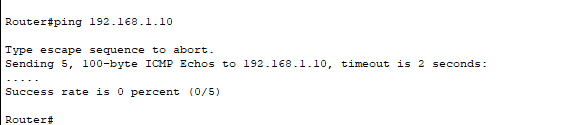 Router#ping 192.168.1.10
Type escape sequence to abort.
Sending 5, 100-byte ICMP Echos to 192.168.1.10, timeout is 2 seconds:
.....
Success rate is 0 percent (0/5)
Router#